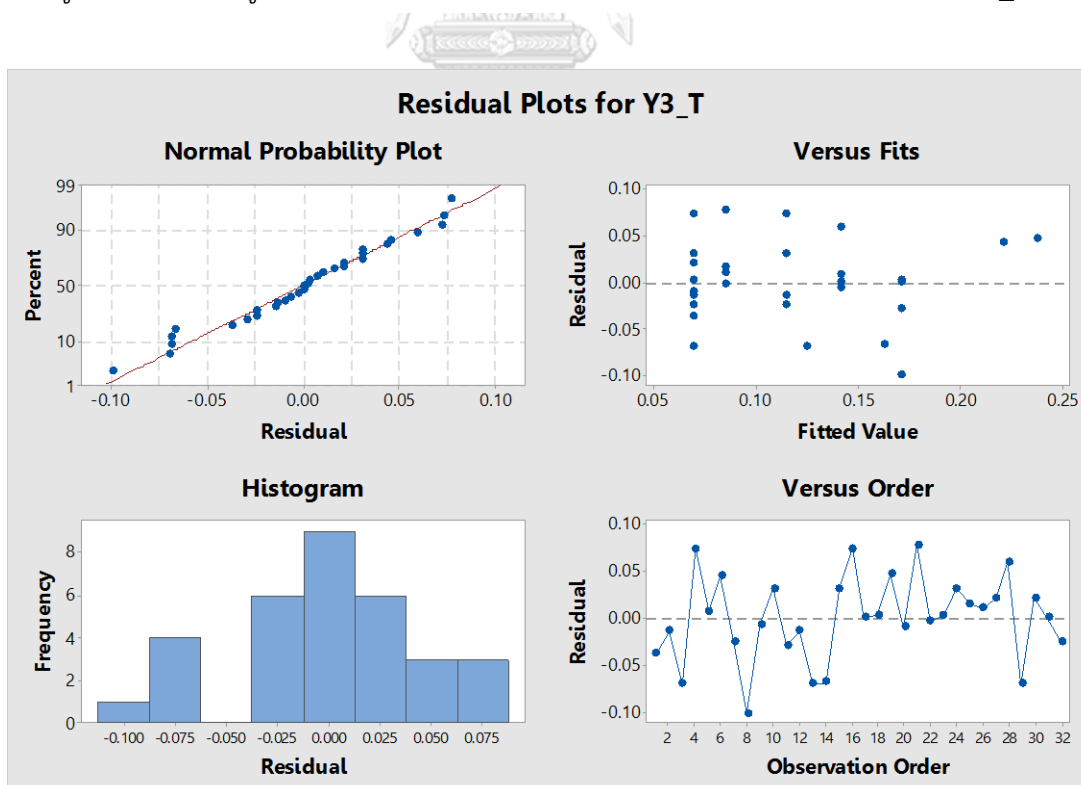 Residual Plots for Y3_T
Normal Probability Plot
Versus Fits
99
90
50
10
1
Percent
-0.10 -0.05 0.00 0.05 0.10
Residual
0.10
0.05
0.00
-0.05
-0.10
Residual
0.05 0.10 0.15 0.20 0.25
Fitted Value
Histogram
Versus Order
8
6
4
2
0
Frequency
-0.100 -0.075 -0.050 -0.025 0.000 0.025 0.050 0.075
Residual
0.10
0.05
0.00
-0.05
-0.10
Residual
2 4 6 8 10 12 14 16 18 20 22 24 26 28 30 32
Observation Order